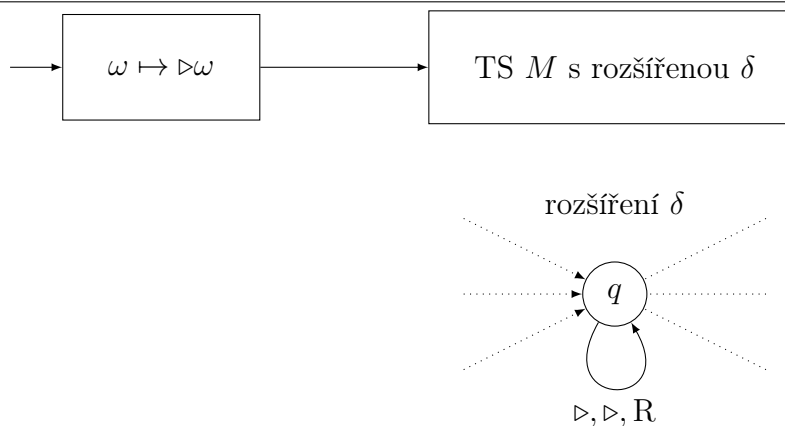 ω ↦ ▷ω
TS M s rozšířenou δ
rozšíření δ
q
▷, ▷, R